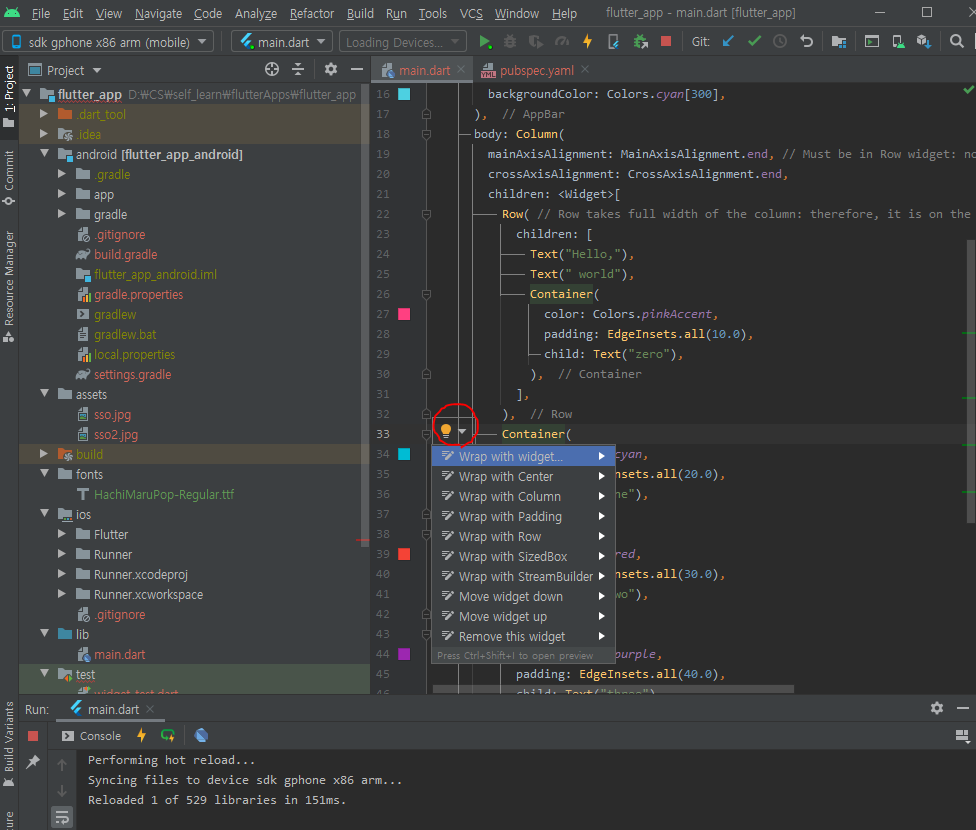 File Edit View Navigate Code Analyze Refactor Build Run Tools VCS Window Help flutter_app - main.dart [flutter_app]
sdk gphone x86 arm (mobile) main.dart Loading Devices... Git:
1: Project
Commit
Resource Manager
Build Variants
Project
flutter_app D:₩CS₩self_learn₩flutterApps₩flutter_app
.dart_tool
.idea
android [flutter_app_android]
.gradle
app
gradle
.gitignore
build.gradle
flutter_app_android.iml
gradle.properties
gradlew
gradlew.bat
local.properties
settings.gradle
assets
sso.jpg
sso2.jpg
build
fonts
HachiMaruPop-Regular.ttf
ios
Flutter
Runner
Runner.xcodeproj
Runner.xcworkspace
.gitignore
lib
main.dart
test
widget_test.dart
main.dart pubspec.yaml
16 backgroundColor: Colors.cyan[300],
17 ), // AppBar
18 body: Column(
19 mainAxisAlignment: MainAxisAlignment.end, // Must be in Row widget: no
20 crossAxisAlignment: CrossAxisAlignment.end,
21 children: <Widget>[
22 Row( // Row takes full width of the column: therefore, it is on the
23 children: [
24 Text("Hello,"),
25 Text(" world"),
26 Container(
27 color: Colors.pinkAccent,
28 padding: EdgeInsets.all(10.0),
29 child: Text("zero"),
30 ), // Container
31 ],
32 ), // Row
33 Container(
34 cyan,
35 nsets.all(20.0),
36 ne"),
37
38
39 red,
40 nsets.all(30.0),
41 wo"),
42
43
44 purple,
45 padding: EdgeInsets.all(40.0),
46 child: Text("three")
Wrap with widget...
Wrap with Center
Wrap with Column
Wrap with Padding
Wrap with Row
Wrap with SizedBox
Wrap with StreamBuilder
Move widget down
Move widget up
Remove this widget
Press Ctrl+Shift+I to open preview
Run: main.dart
Console
Performing hot reload...
Syncing files to device sdk gphone x86 arm...
Reloaded 1 of 529 libraries in 151ms.